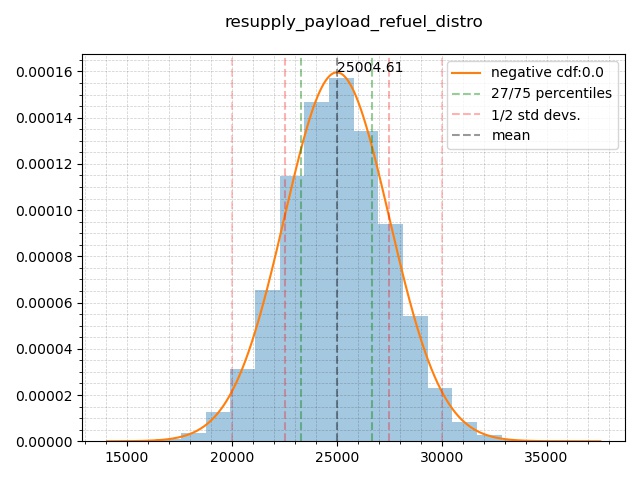 resupply_payload_refuel_distro
25004.61
negative cdf:0.0
27/75 percentiles
1/2 std devs.
mean
0.00016
0.00014
0.00012
0.00010
0.00008
0.00006
0.00004
0.00002
0.00000
15000 20000 25000 30000 35000